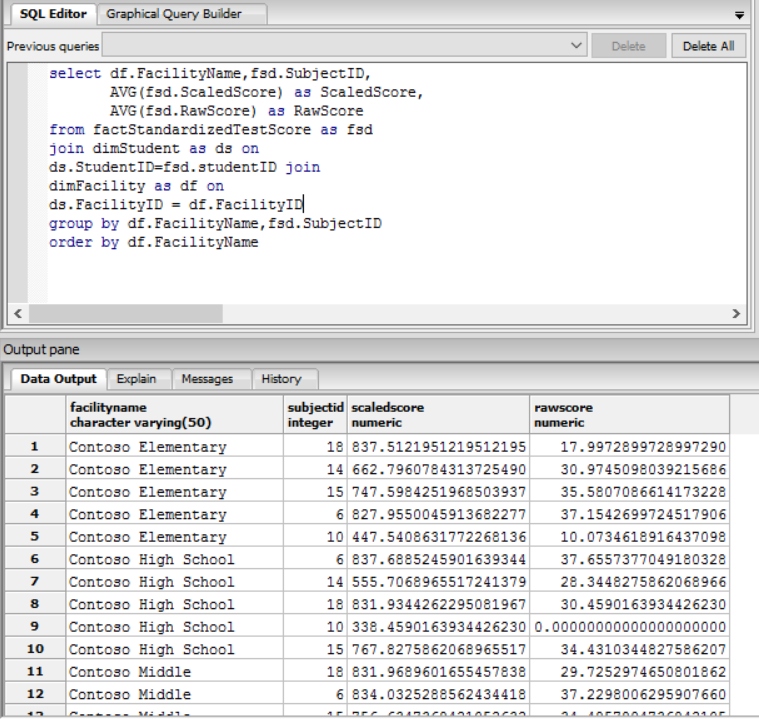 SQL Editor Graphical Query Builder
Previous queries Delete Delete All
select df.FacilityName,fsd.SubjectID,
AVG(fsd.ScaledScore) as ScaledScore,
AVG(fsd.RawScore) as RawScore
from factStandardizedTestScore as fsd
join dimStudent as ds on
ds.StudentID=fsd.studentID join
dimFacility as df on
ds.FacilityID = df.FacilityID
group by df.FacilityName,fsd.SubjectID
order by df.FacilityName
Output pane
Data Output Explain Messages History
facilityname subjectid scaledscore rawscore
character varying(50) integer numeric numeric
1 Contoso Elementary 18 837.5121951219512195 17.9972899728997290
2 Contoso Elementary 14 662.7960784313725490 30.9745098039215686
3 Contoso Elementary 15 747.5984251968503937 35.5807086614173228
4 Contoso Elementary 6 827.9550045913682277 37.1542699724517906
5 Contoso Elementary 10 447.5408631772268136 10.0734618916437098
6 Contoso High School 6 837.6885245901639344 37.6557377049180328
7 Contoso High School 14 555.7068965517241379 28.3448275862068966
8 Contoso High School 18 831.9344262295081967 30.4590163934426230
9 Contoso High School 10 338.4590163934426230 0.00000000000000000000
10 Contoso High School 15 767.8275862068965517 34.4310344827586207
11 Contoso Middle 18 831.9689601655457838 29.7252974650801862
12 Contoso Middle 6 834.0325288562434418 37.2298006295907660
13 Contoso Middle 15